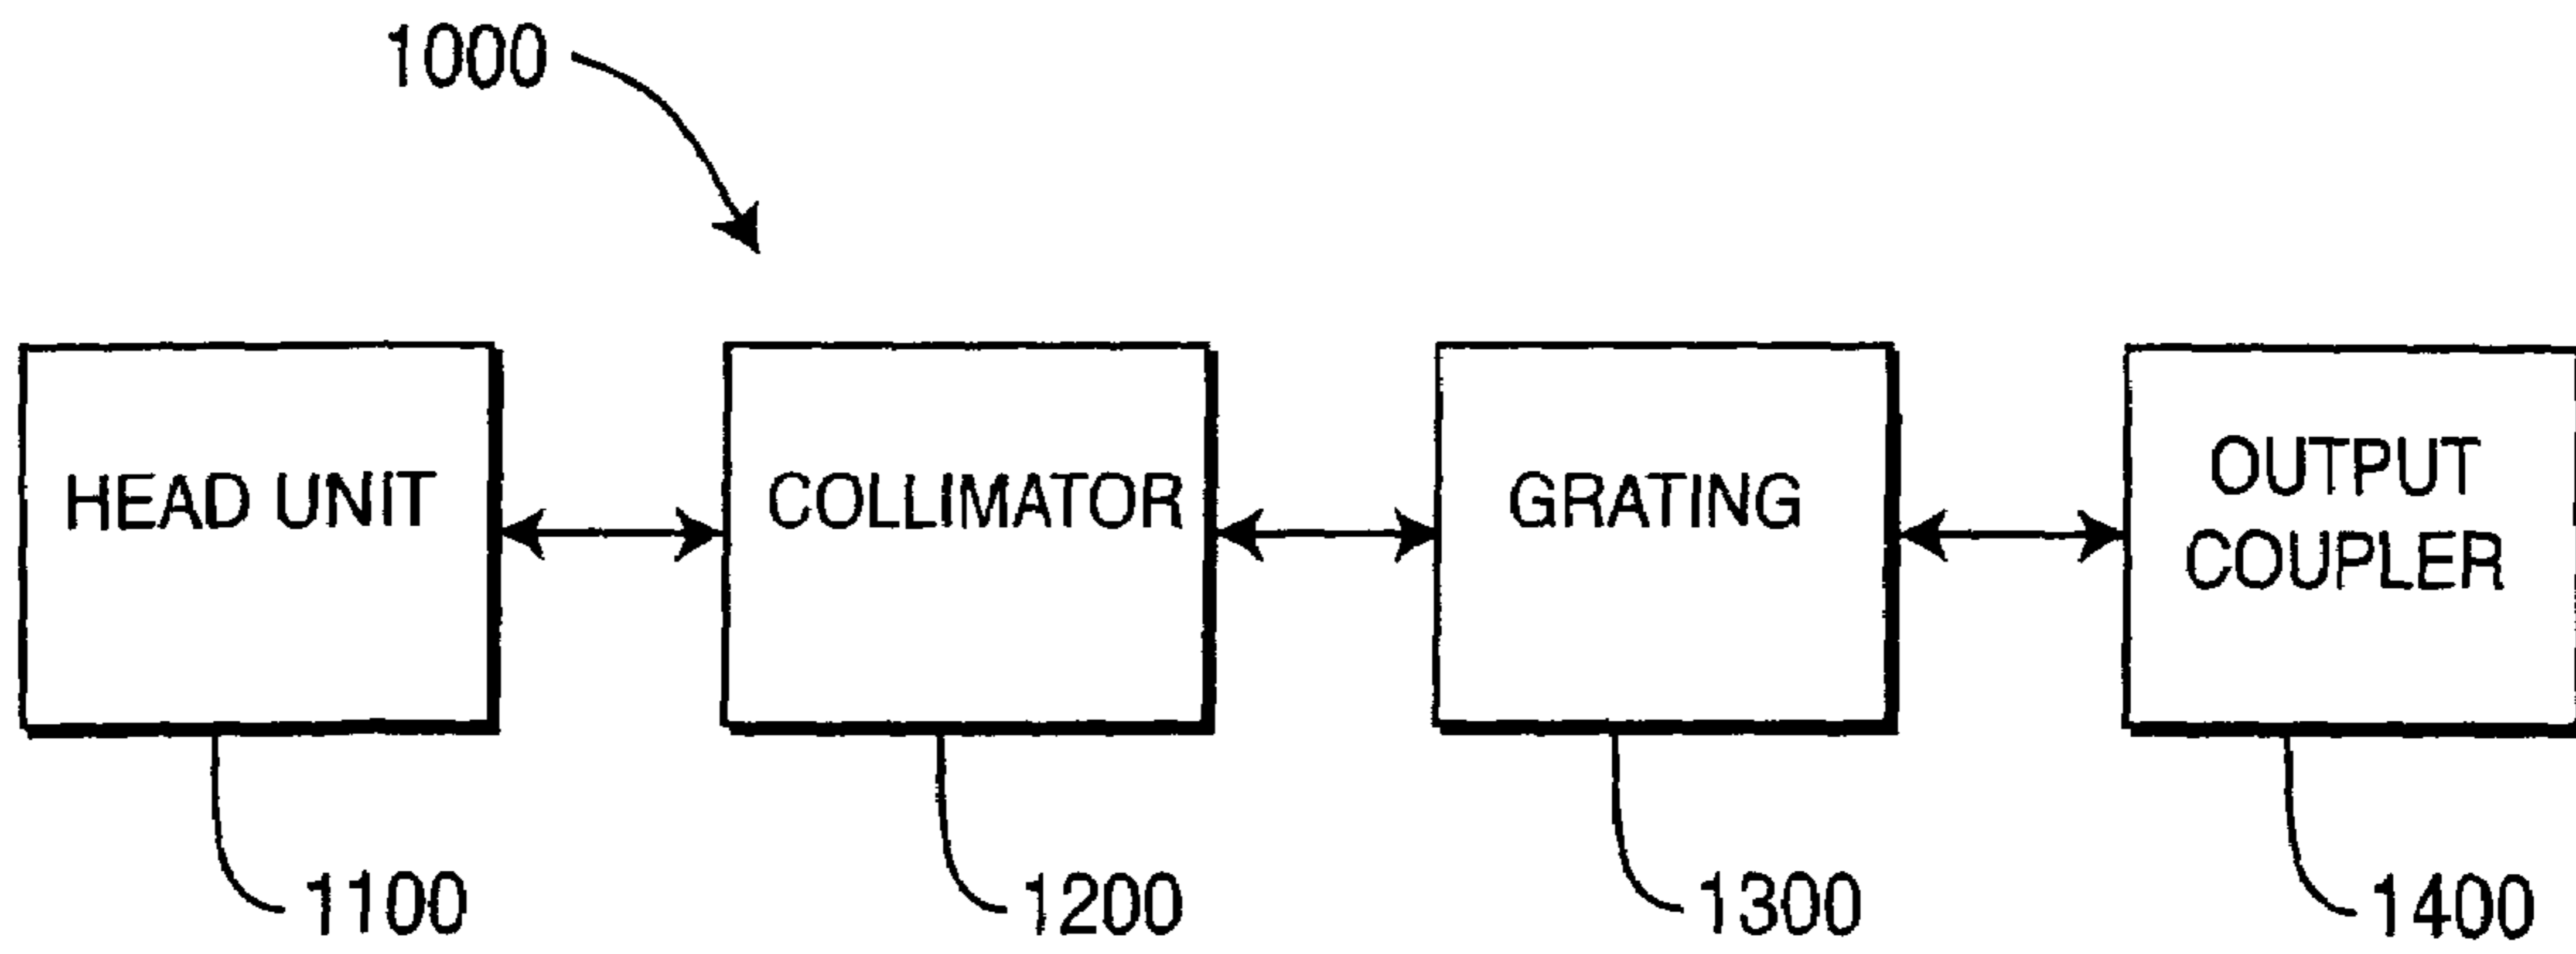 1000
HEAD UNIT
COLLIMATOR
GRATING
OUTPUT
COUPLER
1100
1200
1300
1400